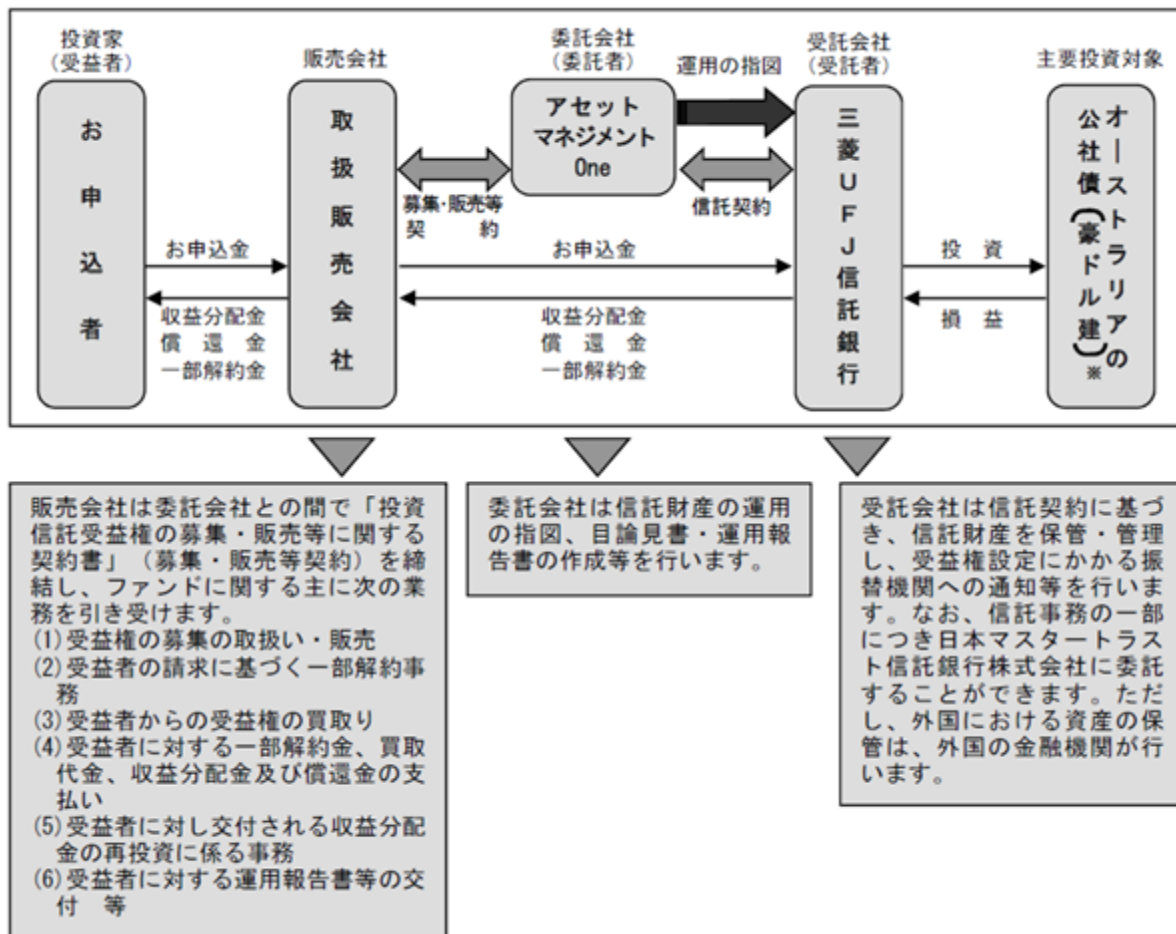 投資家
(受益者)
販売会社
委託会社
(委託者)
運用の指図
受託会社
(受託者)
主要投資対象
お申込者
取扱販売会社
アセット
マネジメント
One
三菱UFJ信託銀行
オーストラリアの
公社債(豪ドル建)※
募集・販売等
契 約
信託契約
お申込金
収益分配金
償 還 金
一部解約金
お申込金
収益分配金
償 還 金
一部解約金
投 資
損 益
販売会社は委託会社との間で「投資
信託受益権の募集・販売等に関する
契約書」(募集・販売等契約)を締
結し、ファンドに関する主に次の業
務を引き受けます。
(1)受益権の募集の取扱い・販売
(2)受益者の請求に基づく一部解約事
務
(3)受益者からの受益権の買取り
(4)受益者に対する一部解約金、買取
代金、収益分配金及び償還金の支
払い
(5)受益者に対し交付される収益分配
金の再投資に係る事務
(6)受益者に対する運用報告書等の交
付 等
委託会社は信託財産の運用
の指図、目論見書・運用報
告書の作成等を行います。
受託会社は信託契約に基づ
き、信託財産を保管・管理
し、受益権設定にかかる振
替機関への通知等を行いま
す。なお、信託事務の一部
につき日本マスタートラス
ト信託銀行株式会社に委託
することができます。ただ
し、外国における資産の保
管は、外国の金融機関が行
います。